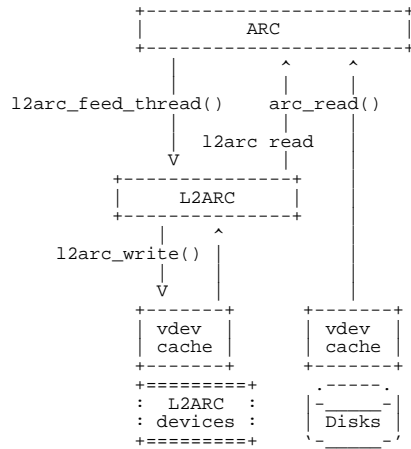 ARC
l2arc_feed_thread() arc_read()
l2arc read
L2ARC
l2arc_write()
vdev vdev
cache cache
L2ARC
devices Disks